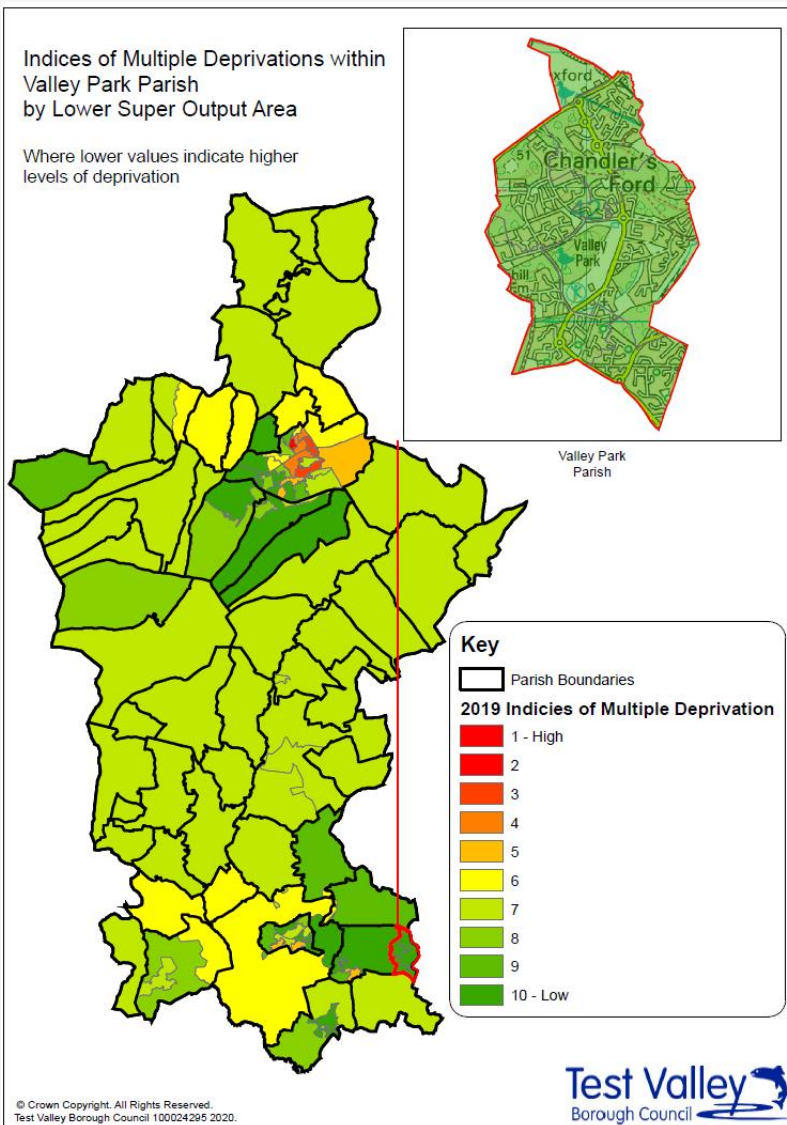 Indices of Multiple Deprivations within
Valley Park Parish
by Lower Super Output Area
Where lower values indicate higher
levels of deprivation
xford
51
Chandler's
Ford
Valley
Park
hill
m
Valley Park
Parish
Key
Parish Boundaries
2019 Indicies of Multiple Deprivation
1 - High
2
3
4
5
6
7
8
9
10 - Low
Test Valley
Borough Council
© Crown Copyright. All Rights Reserved.
Test Valley Borough Council 100024295 2020.